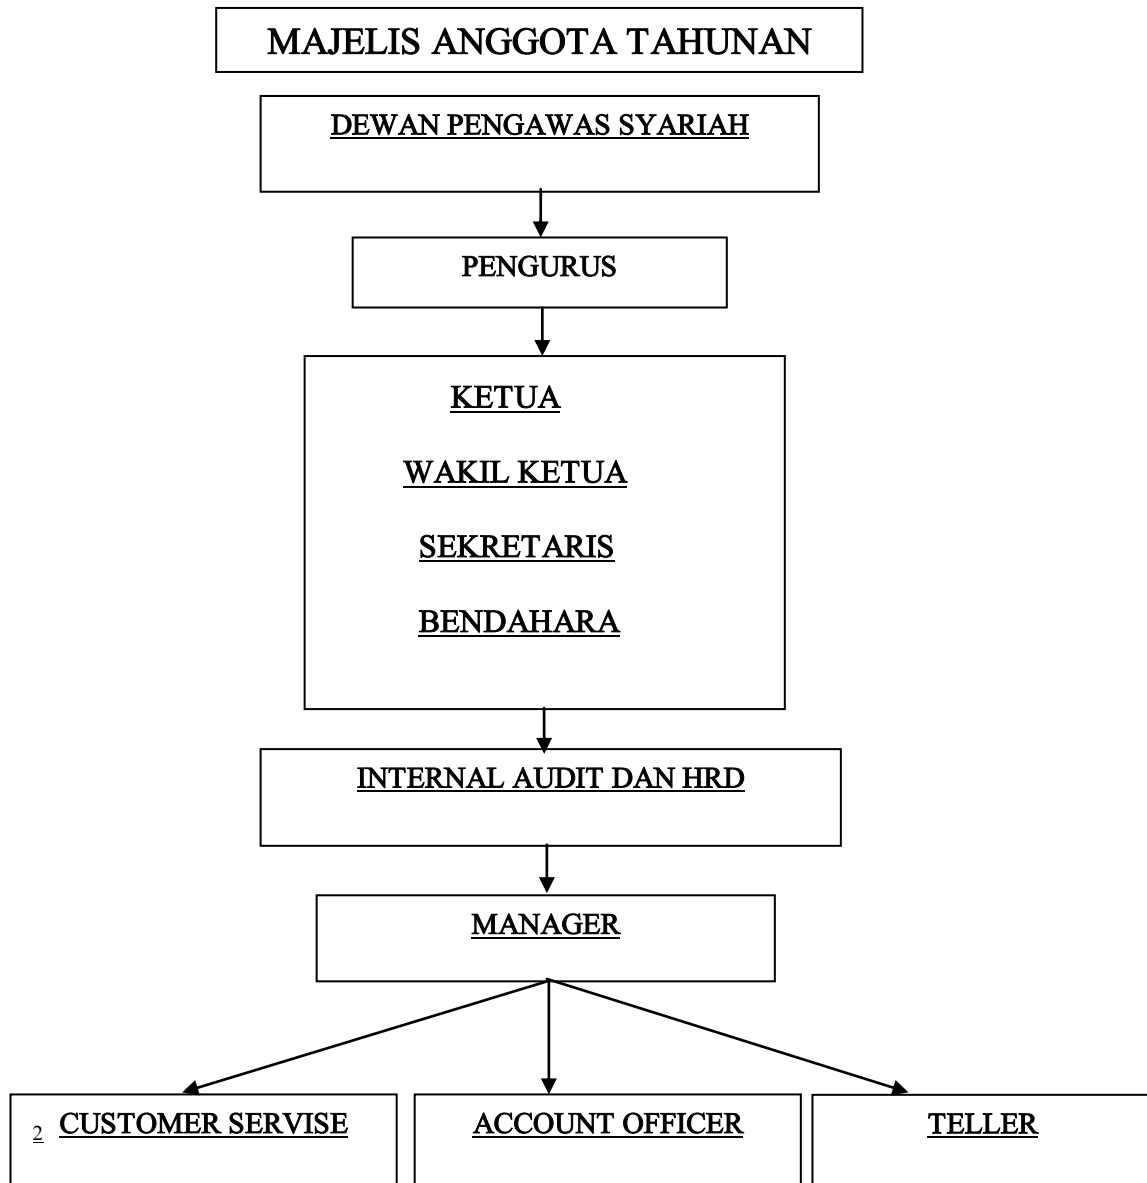 MAJELIS ANGGOTA TAHUNAN
DEWAN PENGAWAS SYARIAH
PENGURUS
KETUA
WAKIL KETUA
SEKRETARIS
BENDAHARA
INTERNAL AUDIT DAN HRD
MANAGER
2 CUSTOMER SERVISE
ACCOUNT OFFICER
TELLER